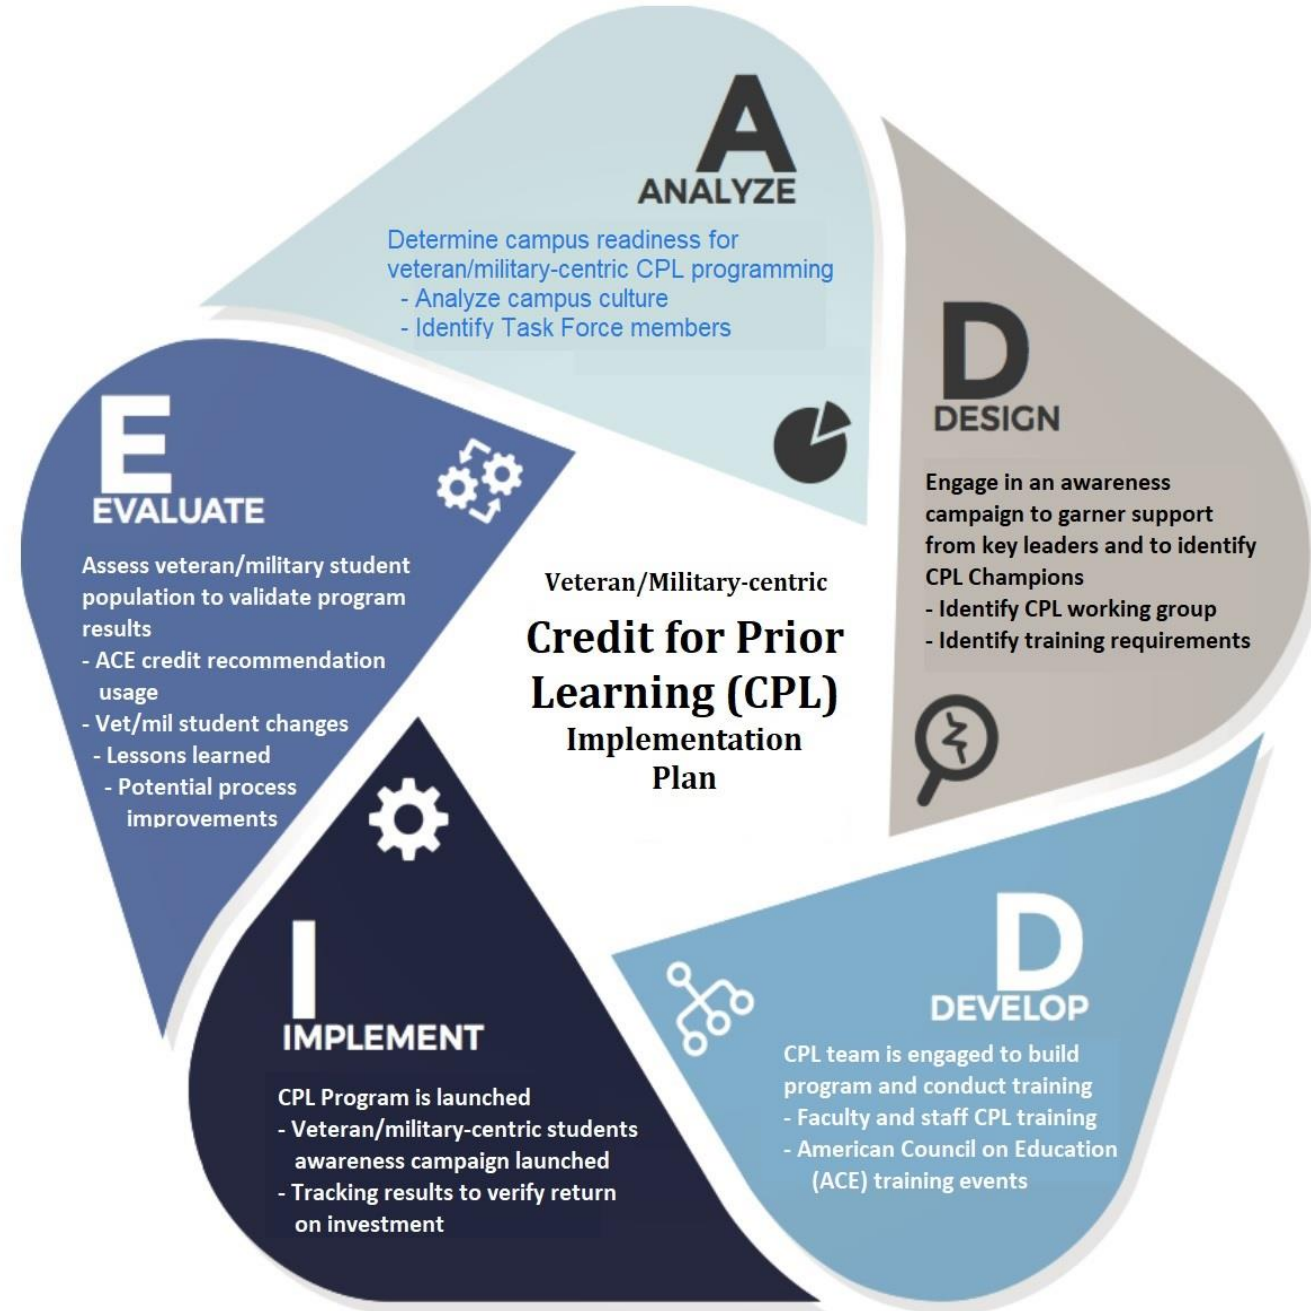 A
ANALYZE
Determine campus readiness for
veteran/military-centric CPL programming
- Analyze campus culture
- Identify Task Force members
D
DESIGN
Engage in an awareness
campaign to garner support
from key leaders and to identify
CPL Champions
- Identify CPL working group
- Identify training requirements
D
DEVELOP
CPL team is engaged to build
program and conduct training
- Faculty and staff CPL training
- American Council on Education
(ACE) training events
I
IMPLEMENT
CPL Program is launched
- Veteran/military-centric students
awareness campaign launched
- Tracking results to verify return
on investment
E
EVALUATE
Assess veteran/military student
population to validate program
results
- ACE credit recommendation
usage
- Vet/mil student changes
- Lessons learned
- Potential process
improvements
Veteran/Military-centric
Credit for Prior
Learning (CPL)
Implementation
Plan